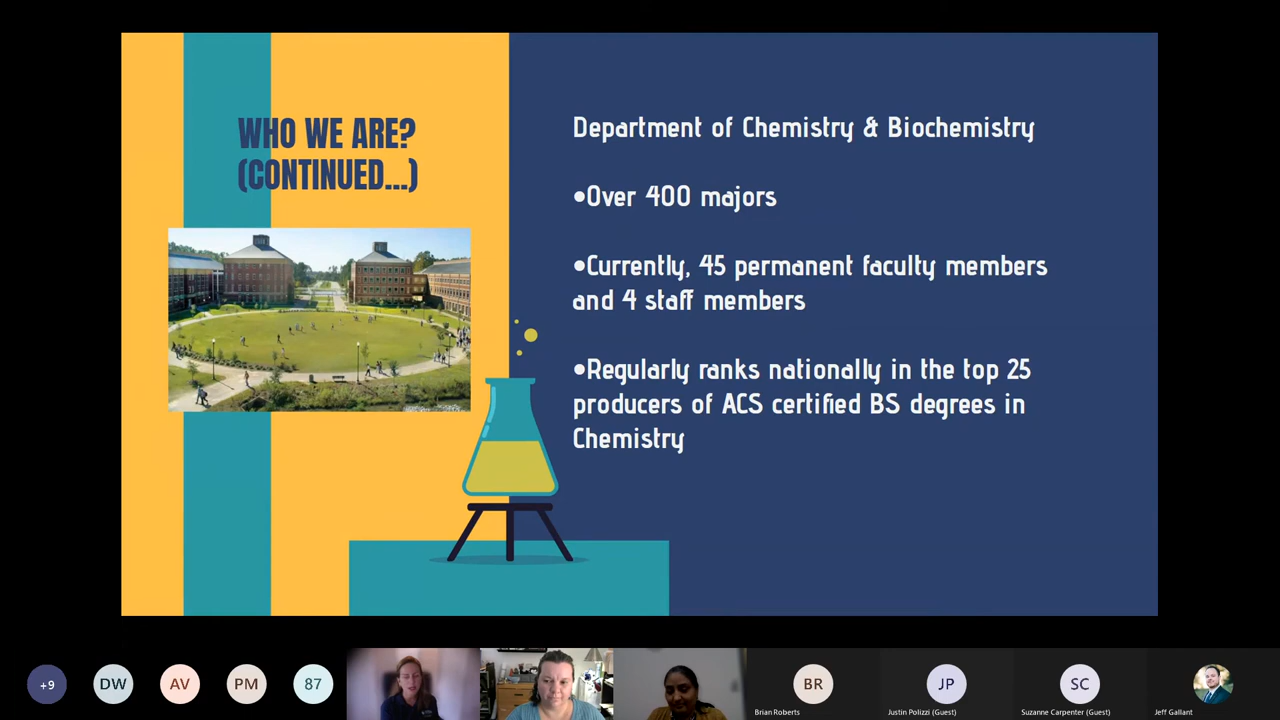 WHO WE ARE?
(CONTINUED...)
Department of Chemistry & Biochemistry
•Over 400 majors
•Currently, 45 permanent faculty members
and 4 staff members
•Regularly ranks nationally in the top 25
producers of ACS certified BS degrees in
Chemistry
+9
DW
AV
PM
87
BR
JP
SC
Brian Roberts
Justin Polizzi (Guest)
Suzanne Carpenter (Guest)
Jeff Gallant